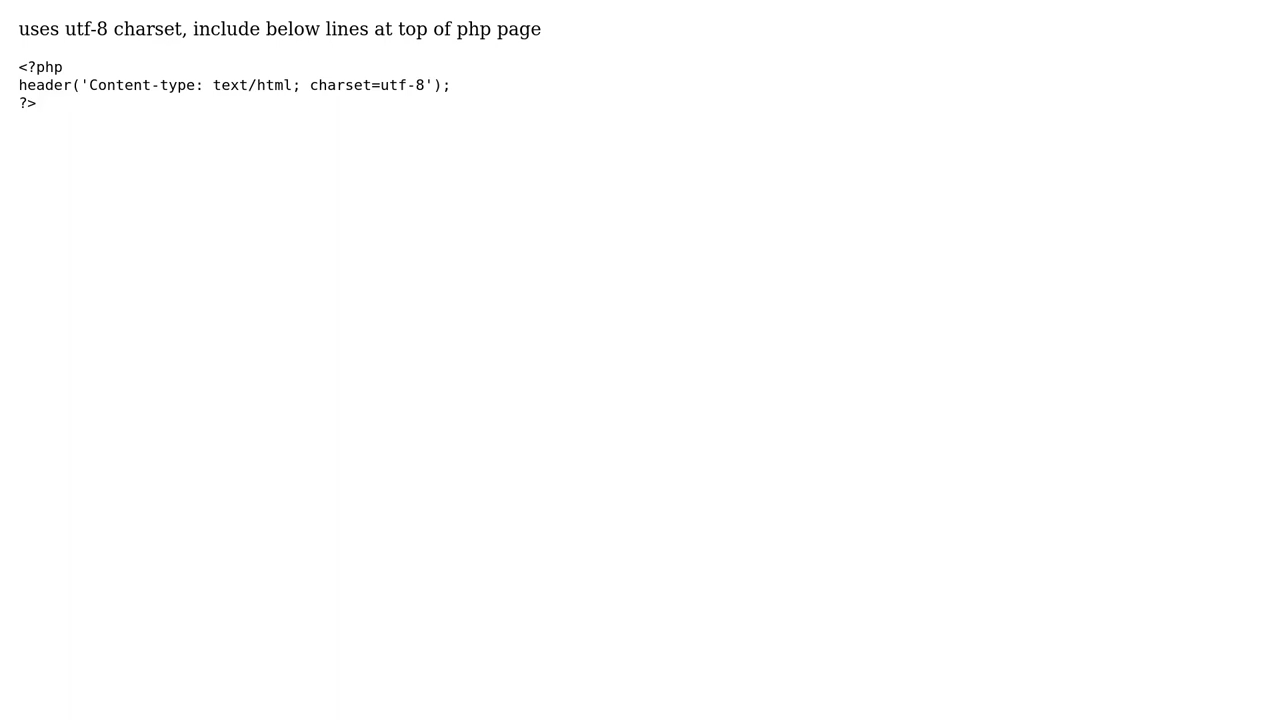 uses utf-8 charset, include below lines at top of php page
<?php
header('Content-type: text/html; charset=utf-8');
?>